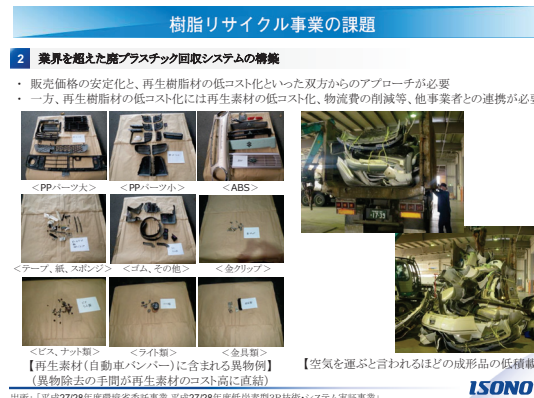 樹脂リサイクル事業の課題
2 業界を超えた廃プラスチック回収システムの構築
・ 販売価格の安定化と、再生樹脂材の低コスト化といった双方からのアプローチが必要
・ 一方、再生樹脂材の低コスト化には再生素材の低コスト化、物流費の削減等、他事業者との連携が必
＜PPパーツ大＞ ＜PPパーツ小＞ ＜ABS＞
＜テープ、紙、スポンジ＞ ＜ゴム、その他＞ ＜金クリップ＞
＜ビス、ナット類＞ ＜ライト類＞ ＜金具類＞
【再生素材（自動車バンパー）に含まれる異物例】
（異物除去の手間が再生素材のコスト高に直結）
【空気を運ぶと言われるほどの成形品の低積載
ISONO